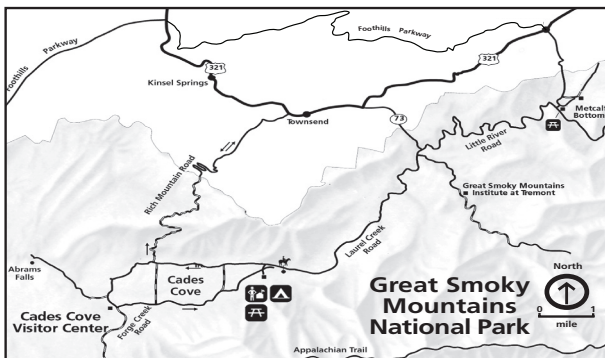 Foothills Parkway
Foothills Parkway
321
321
Kinsel Springs
Townsend
73
Metcalf
Bottom
Little River
Road
Rich Mountain Road
Great Smoky Mountains
Institute at Tremont
Laurel Creek
Road
Abrams
Falls
Cades
Cove
Cades Cove
Visitor Center
Forge Creek
Road
Great Smoky
Mountains
National Park
North
0 1
mile
Appalachian Trail